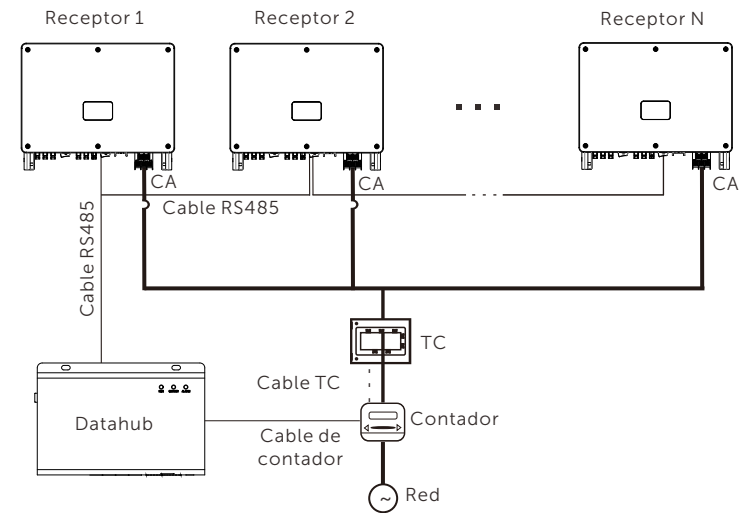 Receptor 1
Receptor 2
Receptor N
CA
CA
CA
Cable RS485
Cable RS485
TC
Cable TC
Datahub
Contador
Cable de
contador
Red